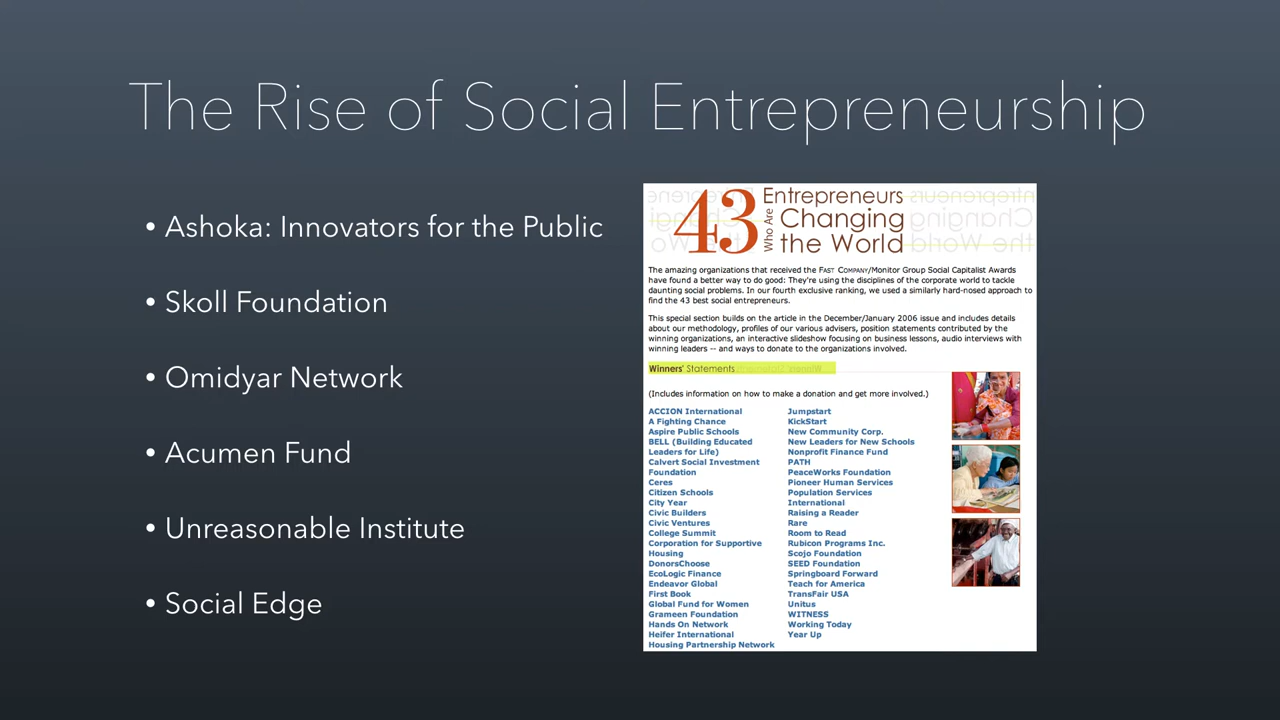 The Rise of Social Entrepreneurship
• Ashoka: Innovators for the Public
• Skoll Foundation
• Omidyar Network
• Acumen Fund
• Unreasonable Institute
• Social Edge
43 Entrepreneurs
Who Are Changing
the World
The amazing organizations that received the FAST COMPANY/Monitor Group Social Capitalist Awards
have found a better way to do good: They're using the disciplines of the corporate world to tackle
daunting social problems. In our fourth exclusive ranking, we used a similarly hard-nosed approach to
find the 43 best social entrepreneurs.
This special section builds on the article in the December/January 2006 issue and includes details
about our methodology, profiles of our various advisers, position statements contributed by the
winning organizations, an interactive slideshow focusing on business lessons, audio interviews with
winning leaders -- and ways to donate to the organizations involved.
Winners' Statements
(Includes information on how to make a donation and get more involved.)
ACCION International
A Fighting Chance
Aspire Public Schools
BELL (Building Educated
Leaders for Life)
Calvert Social Investment
Foundation
Ceres
Citizen Schools
City Year
Civic Builders
Civic Ventures
College Summit
Corporation for Supportive
Housing
DonorsChoose
EcoLogic Finance
Endeavor Global
First Book
Global Fund for Women
Grameen Foundation
Hands On Network
Heifer International
Housing Partnership Network
Jumpstart
KickStart
New Community Corp.
New Leaders for New Schools
Nonprofit Finance Fund
PATH
PeaceWorks Foundation
Pioneer Human Services
Population Services
International
Raising a Reader
Rare
Room to Read
Rubicon Programs Inc.
Scojo Foundation
SEED Foundation
Springboard Forward
Teach for America
TransFair USA
Unitus
WITNESS
Working Today
Year Up